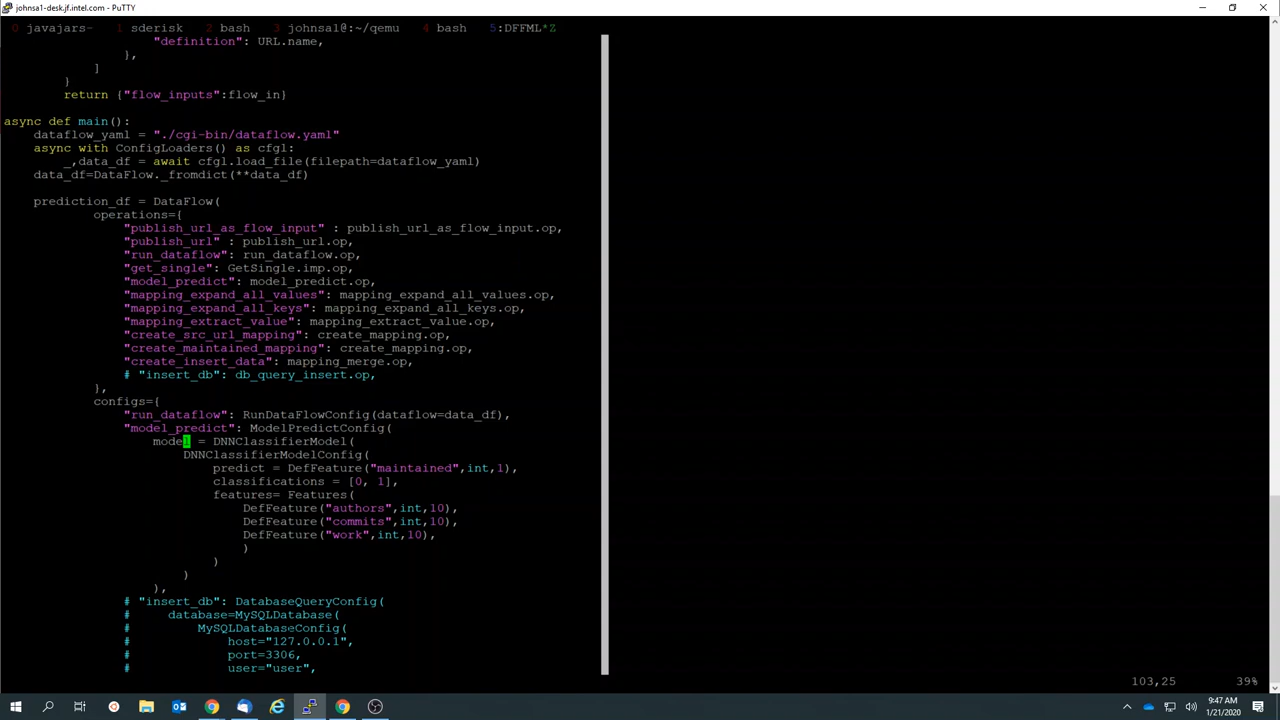 johnsa1-desk.jf.intel.com - PuTTY
0 javajars- 1 sderisk 2 bash 3 johnsa1@:~/qemu 4 bash 5:DFFML*Z
"definition": URL.name,
},
]
}
return {"flow_inputs":flow_in}
async def main():
dataflow_yaml = "./cgi-bin/dataflow.yaml"
async with ConfigLoaders() as cfgl:
_,data_df = await cfgl.load_file(filepath=dataflow_yaml)
data_df=DataFlow._fromdict(**data_df)
prediction_df = DataFlow(
operations={
"publish_url_as_flow_input" : publish_url_as_flow_input.op,
"publish_url" : publish_url.op,
"run_dataflow": run_dataflow.op,
"get_single": GetSingle.imp.op,
"model_predict": model_predict.op,
"mapping_expand_all_values": mapping_expand_all_values.op,
"mapping_expand_all_keys": mapping_expand_all_keys.op,
"mapping_extract_value": mapping_extract_value.op,
"create_src_url_mapping": create_mapping.op,
"create_maintained_mapping": create_mapping.op,
"create_insert_data": mapping_merge.op,
# "insert_db": db_query_insert.op,
},
configs={
"run_dataflow": RunDataFlowConfig(dataflow=data_df),
"model_predict": ModelPredictConfig(
model = DNNClassifierModel(
DNNClassifierModelConfig(
predict = DefFeature("maintained",int,1),
classifications = [0, 1],
features= Features(
DefFeature("authors",int,10),
DefFeature("commits",int,10),
DefFeature("work",int,10),
)
)
)
),
# "insert_db": DatabaseQueryConfig(
# database=MySQLDatabase(
# MySQLDatabaseConfig(
# host="127.0.0.1",
# port=3306,
# user="user",
103,25 39%
9:47 AM
1/21/2020